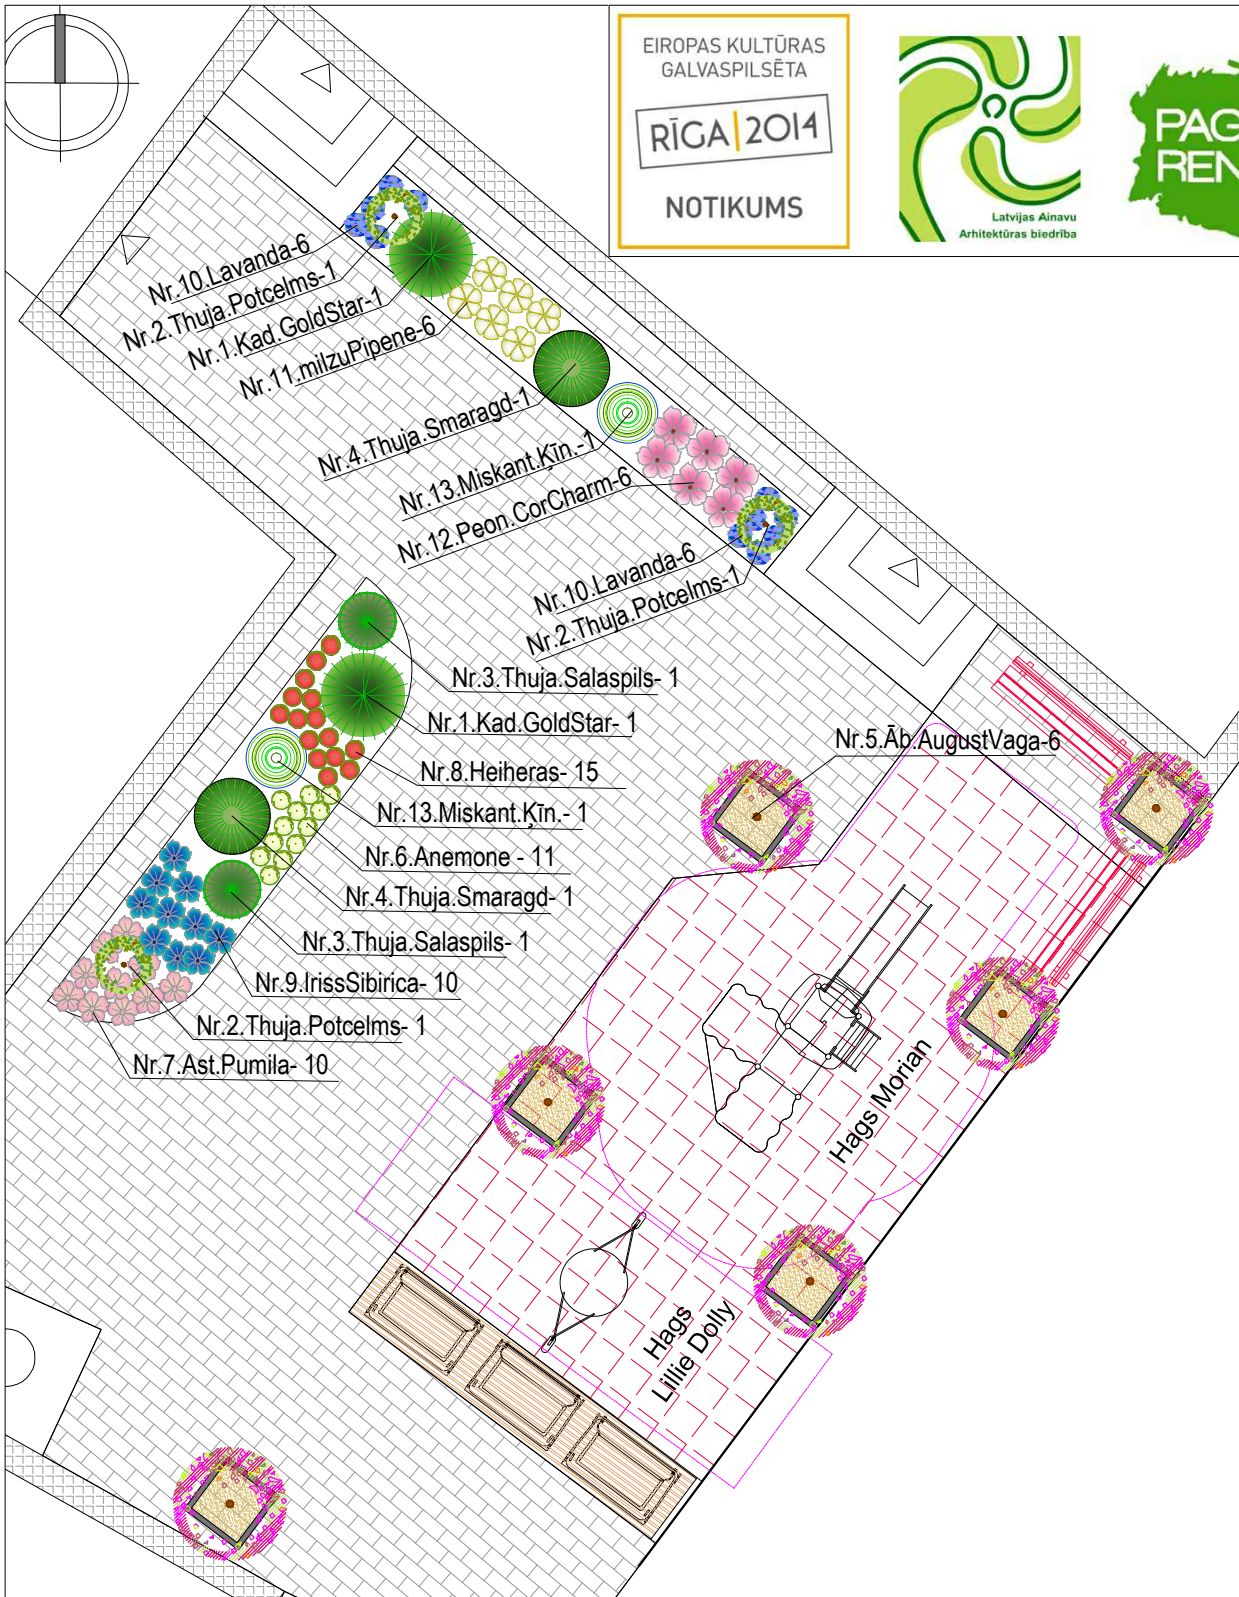 EIROPAS KULTŪRAS
GALVASPILSĒTA
RĪGA|2014
NOTIKUMS
Latvijas Ainavu
Arhitektūras biedrība
PAG
REN
Nr.10.Lavanda-6
Nr.2.Thuja.Potcelms-1
Nr.1.Kad.GoldStar-1
Nr.11.milzuPipene-6
Nr.4.Thuja.Smaragd-1
Nr.13.Miskant.Ķīn.-1
Nr.12.Peon.CorCharm-6
Nr.10.Lavanda-6
Nr.2.Thuja.Potcelms-1
Nr.3.Thuja.Salaspils- 1
Nr.1.Kad.GoldStar- 1
Nr.5.Āb.AugustVaga-6
Nr.8.Heiheras- 15
Nr.13.Miskant.Ķīn.- 1
Nr.6.Anemone - 11
Nr.4.Thuja.Smaragd- 1
Nr.3.Thuja.Salaspils- 1
Nr.9.IrissSibirica- 10
Nr.2.Thuja.Potcelms- 1
Nr.7.Ast.Pumila- 10
Hags Morian
Hags
Lillie Dolly